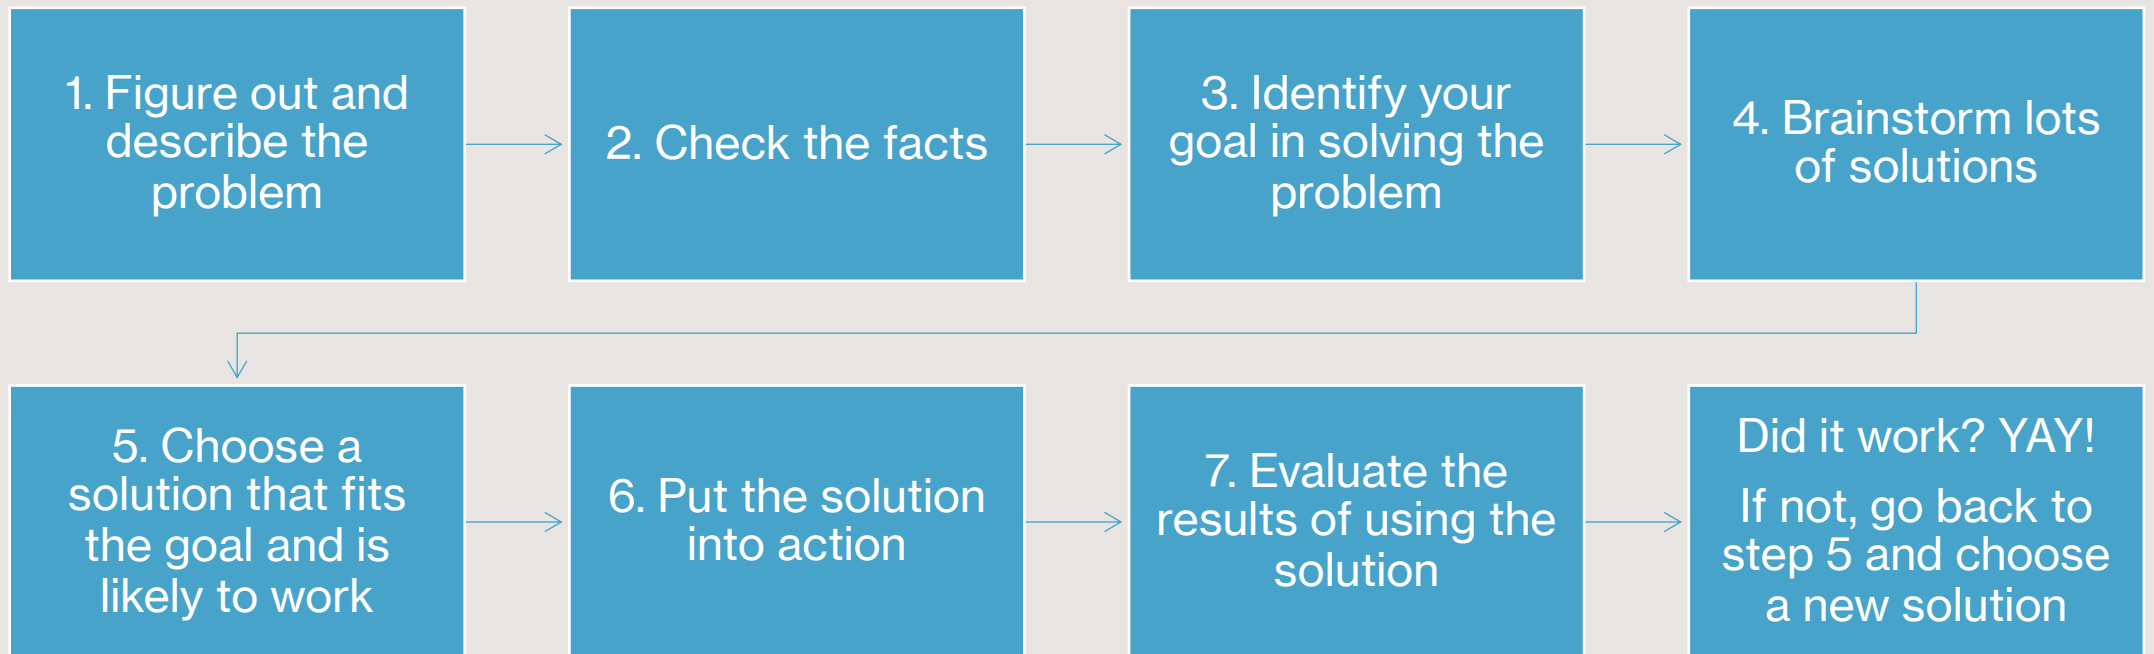 1. Figure out and
describe the
problem
2. Check the facts
3. Identify your
goal in solving the
problem
4. Brainstorm lots
of solutions
5. Choose a
solution that fits
the goal and is
likely to work
6. Put the solution
into action
7. Evaluate the
results of using the
solution
Did it work? YAY!
If not, go back to
step 5 and choose
a new solution